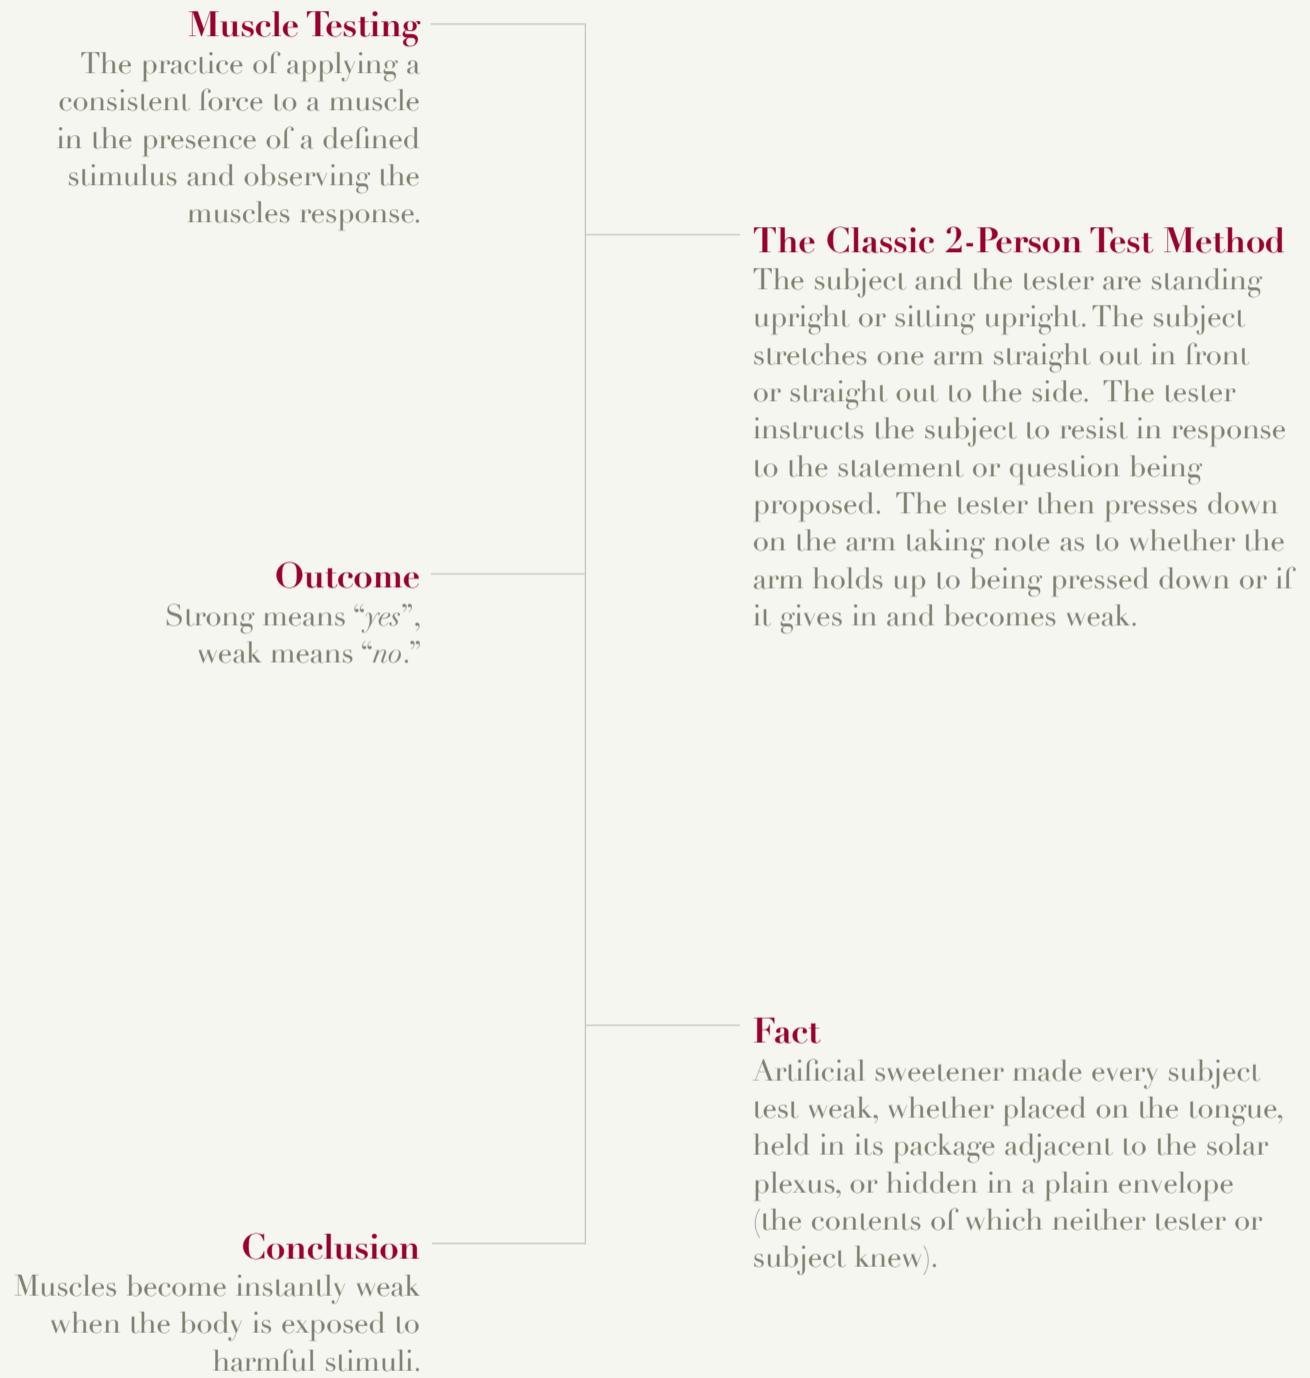 Muscle Testing
The practice of applying a
consistent force to a muscle
in the presence of a defined
stimulus and observing the
muscles response.
The Classic 2-Person Test Method
The subject and the tester are standing
upright or sitting upright. The subject
stretches one arm straight out in front
or straight out to the side. The tester
instructs the subject to resist in response
to the statement or question being
proposed. The tester then presses down
on the arm taking note as to whether the
arm holds up to being pressed down or if
it gives in and becomes weak.
Outcome
Strong means “yes”,
weak means “no.”
Fact
Artificial sweetener made every subject
test weak, whether placed on the tongue,
held in its package adjacent to the solar
plexus, or hidden in a plain envelope
(the contents of which neither tester or
subject knew).
Conclusion
Muscles become instantly weak
when the body is exposed to
harmful stimuli.